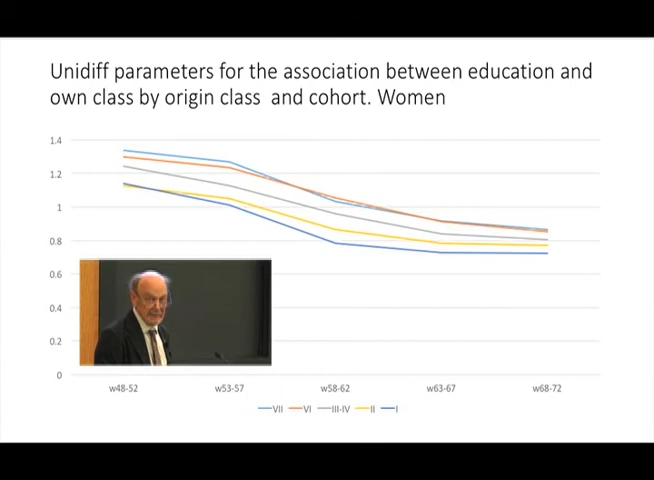 Unidiff parameters for the association between education and
own class by origin class and cohort. Women
1.4
1.2
1
0.8
0.6
0.4
0.2
0
w48-52 w53-57 w58-62 w63-67 w68-72
VII VI III-IV II I